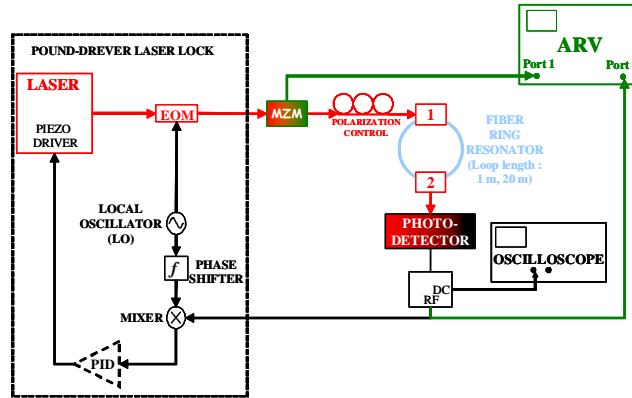 POUND-DREVER LASER LOCK
ARV
Port 1
Port
LASER
PIEZO
DRIVER
EOM
MZM
POLARIZATION
CONTROL
1
FIBER
RING
RESONATOR
(Loop length :
1 m, 20 m)
2
LOCAL
OSCILLATOR
(LO)
PHOTO-
DETECTOR
f
PHASE
SHIFTER
OSCILLOSCOPE
DC
RF
MIXER
PID